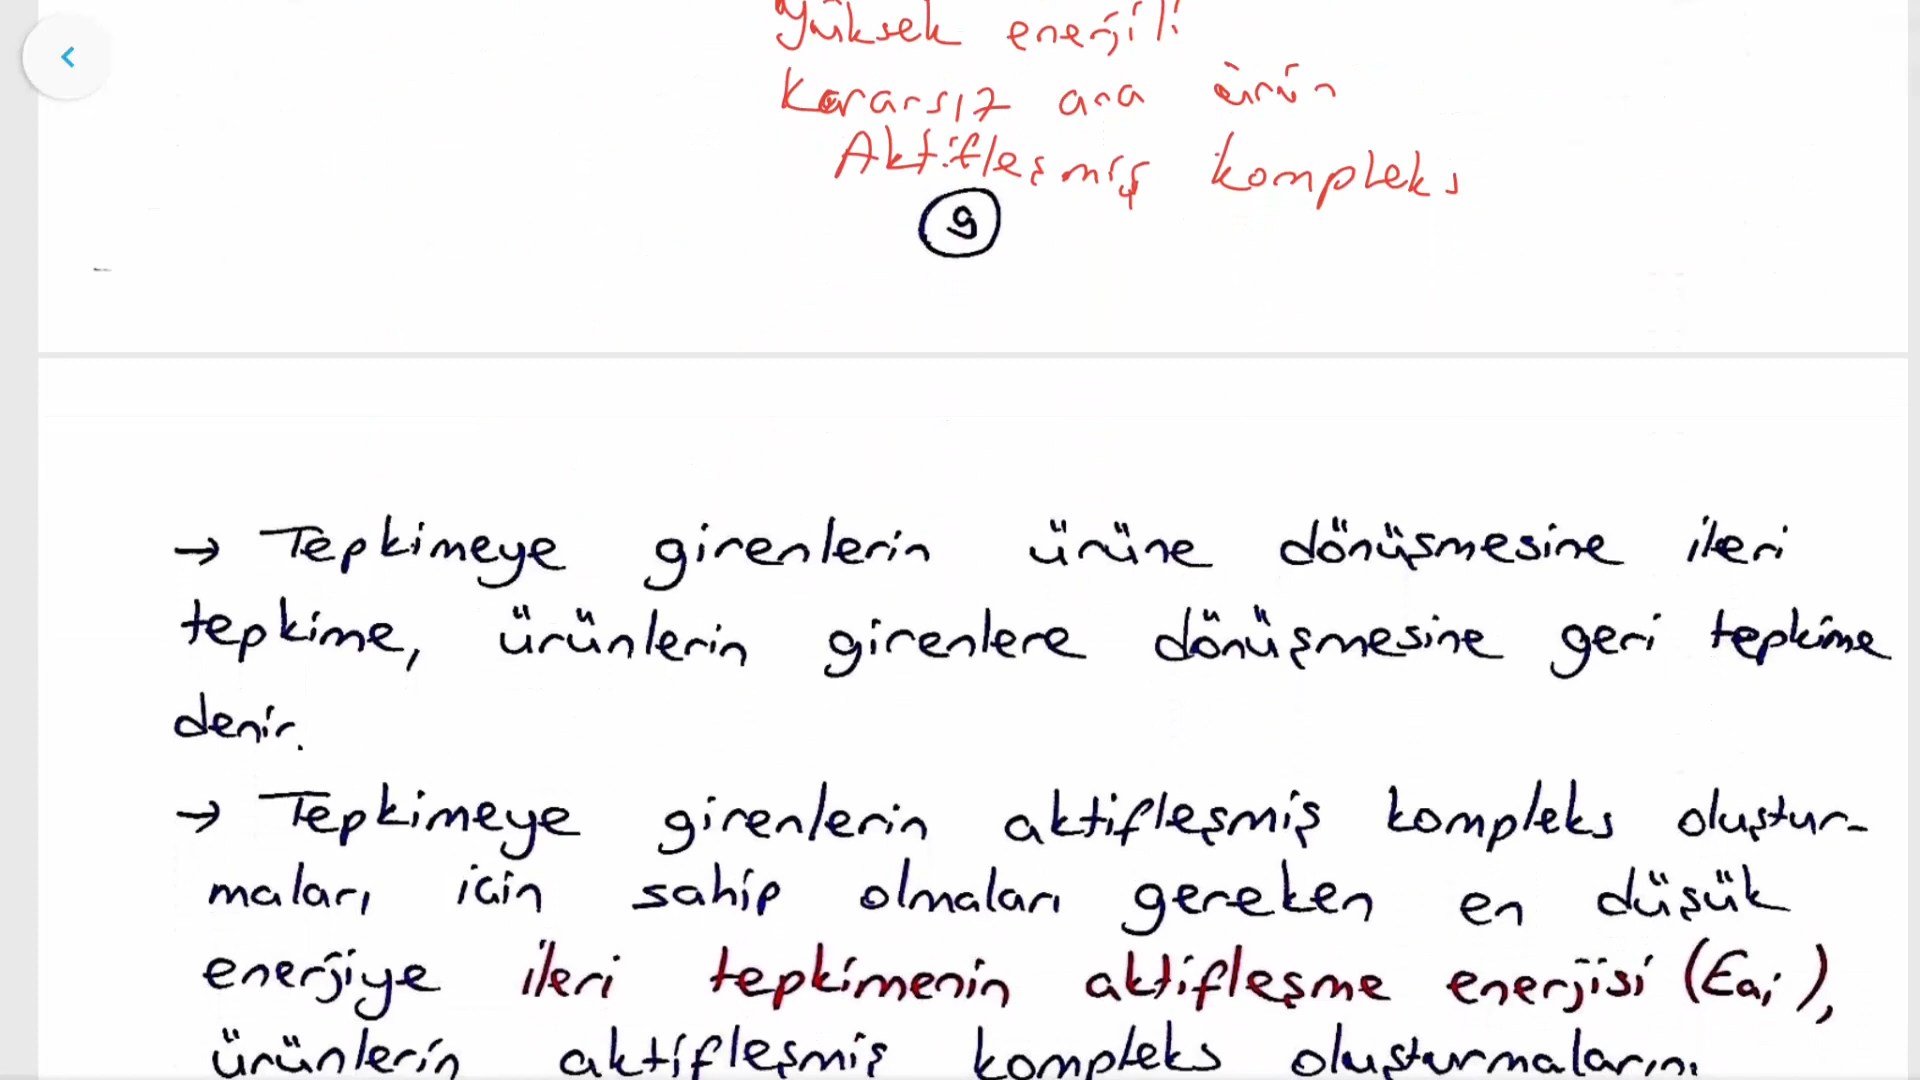 Yüksek enerjili
Kararsız ara ürün
Aktifleşmiş kompleks
9
→ Tepkimeye girenlerin ürüne dönüşmesine ileri
tepkime, ürünlerin girenlere dönüşmesine geri tepkime
denir.
→ Tepkimeye girenlerin aktifleşmiş kompleks oluştur-
maları için sahip olmaları gereken en düşük
enerjiye ileri tepkimenin aktifleşme enerjisi (Eai),
ürünlerin aktifleşmiş kompleks oluşturmalarını